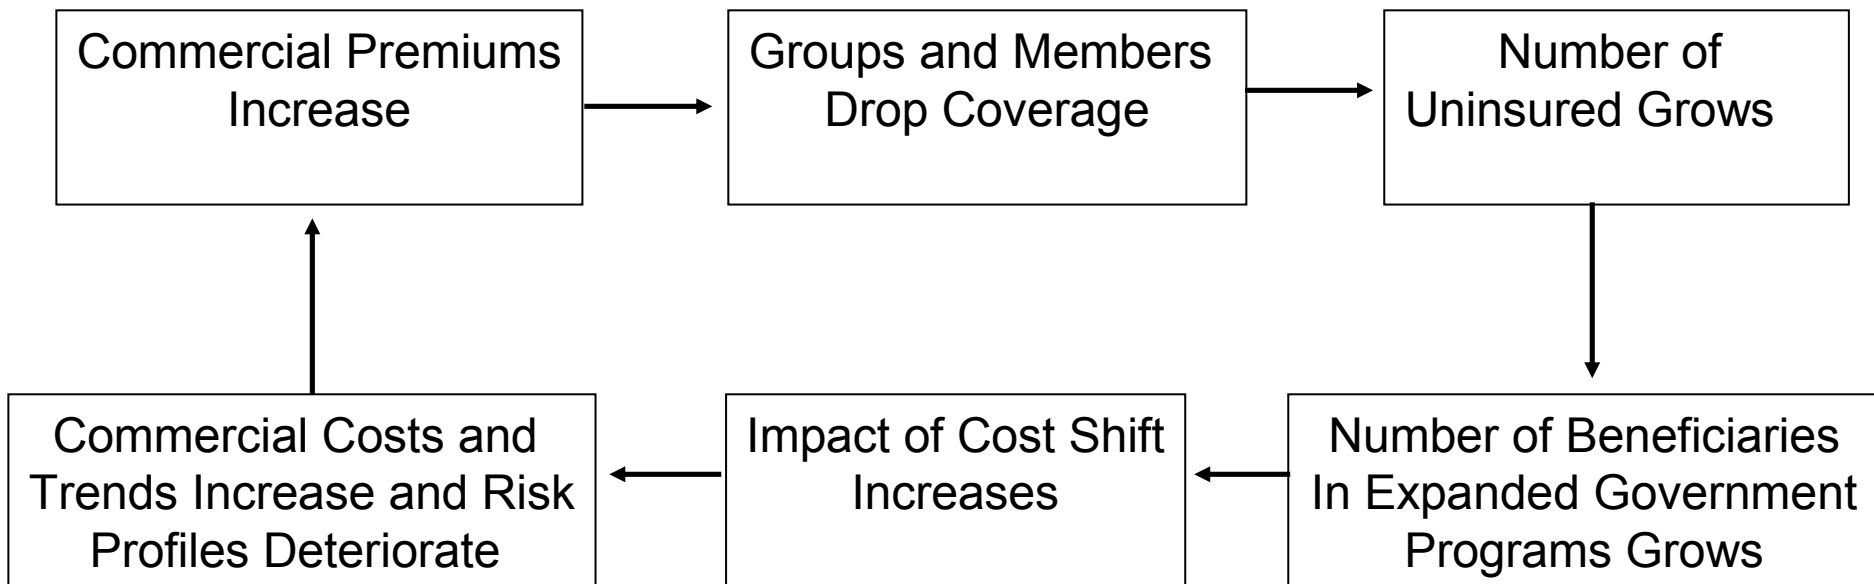 Commercial Premiums
Increase
Groups and Members
Drop Coverage
Number of
Uninsured Grows
Commercial Costs and
Trends Increase and Risk
Profiles Deteriorate
Impact of Cost Shift
Increases
Number of Beneficiaries
In Expanded Government
Programs Grows